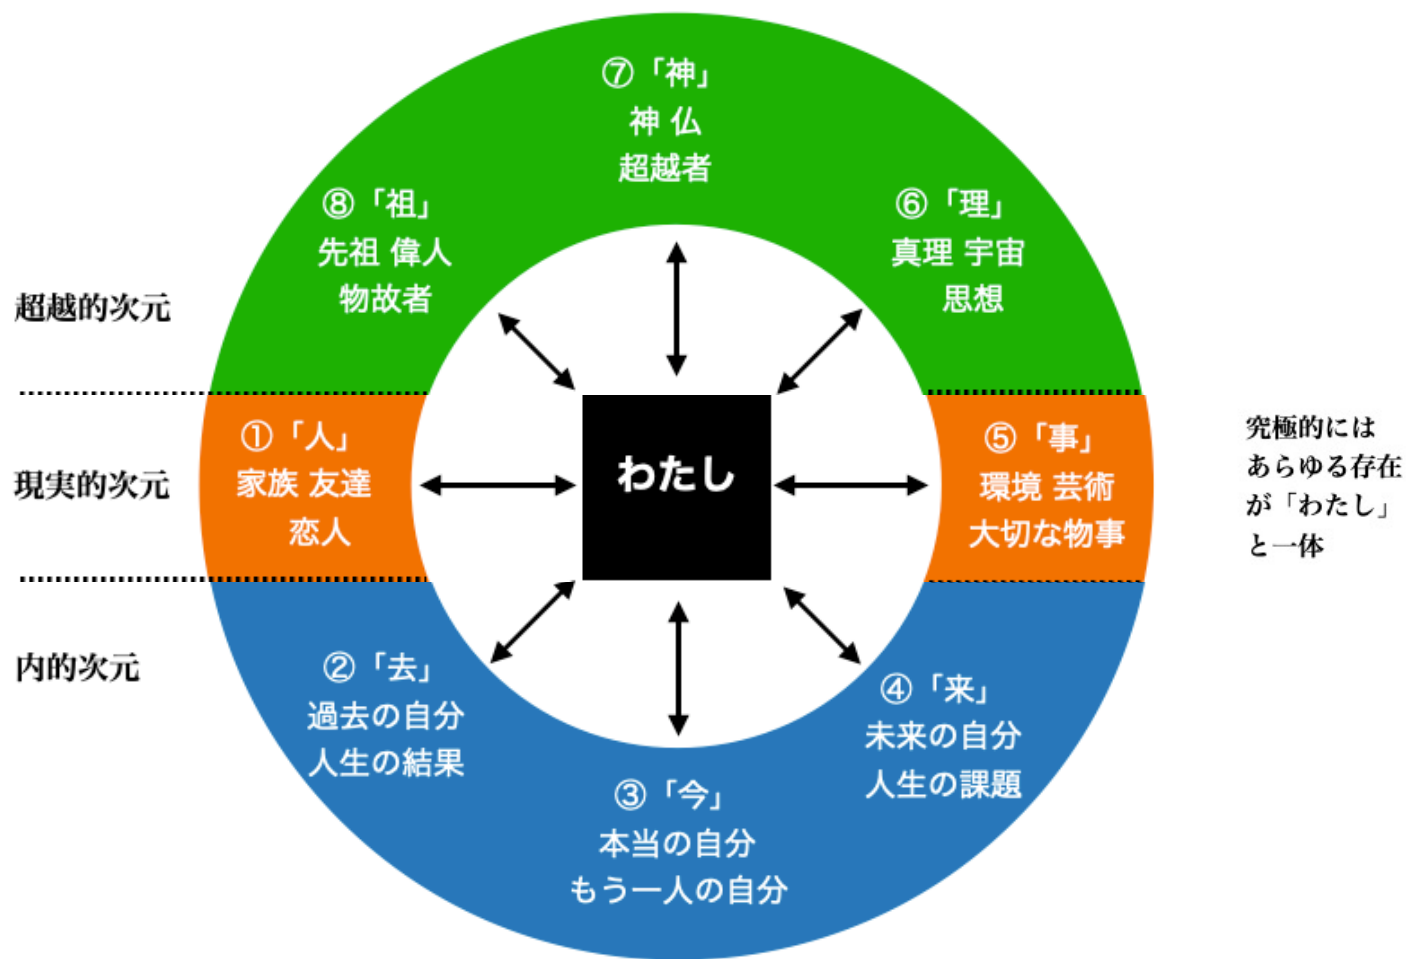 ⑦「神」
神 仏
超越者
⑧「祖」
先祖 偉人
物故者
⑥「理」
真理 宇宙
思想
超越的次元
①「人」
家族 友達
恋人
現実的次元
わたし
⑤「事」
環境 芸術
大切な物事
究極的には
あらゆる存在
が「わたし」
と一体
内的次元
②「去」
過去の自分
人生の結果
③「今」
本当の自分
もう一人の自分
④「来」
未来の自分
人生の課題